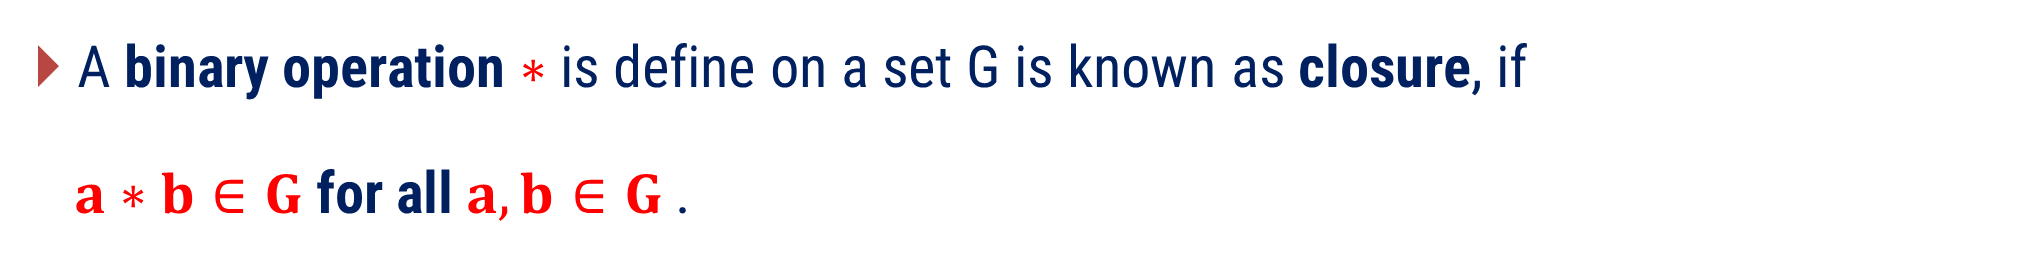 A binary operation ∗ is define on a set G is known as closure, if
a ∗ b ∈ G for all a, b ∈ G .